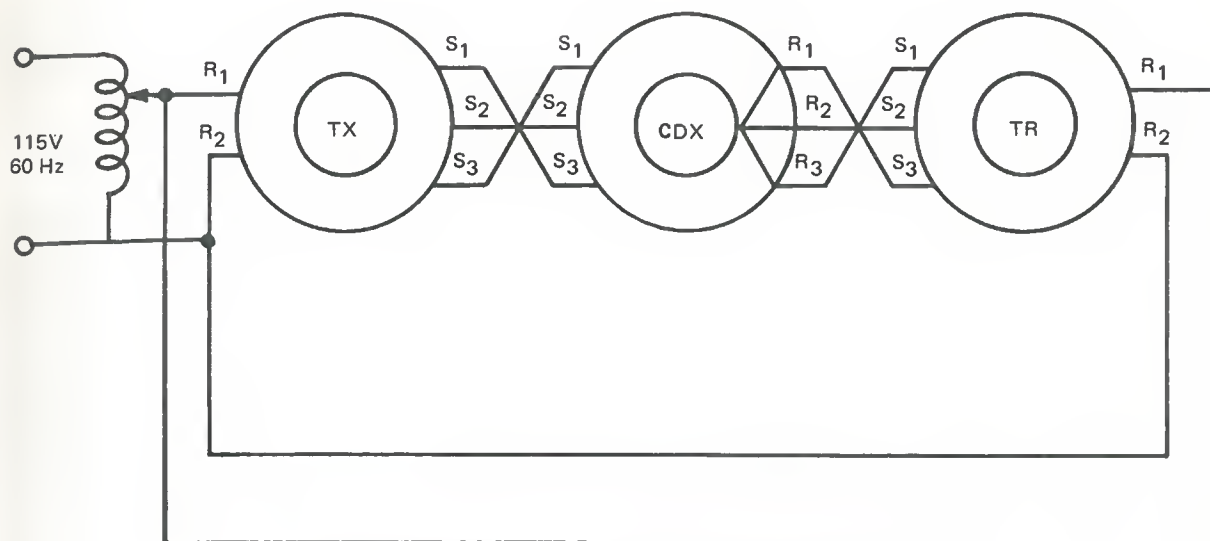 115V
60 Hz
R1
R2
TX
S1
S2
S3
S1
S2
S3
CDX
R1
R2
R3
S1
S2
S3
TR
R1
R2